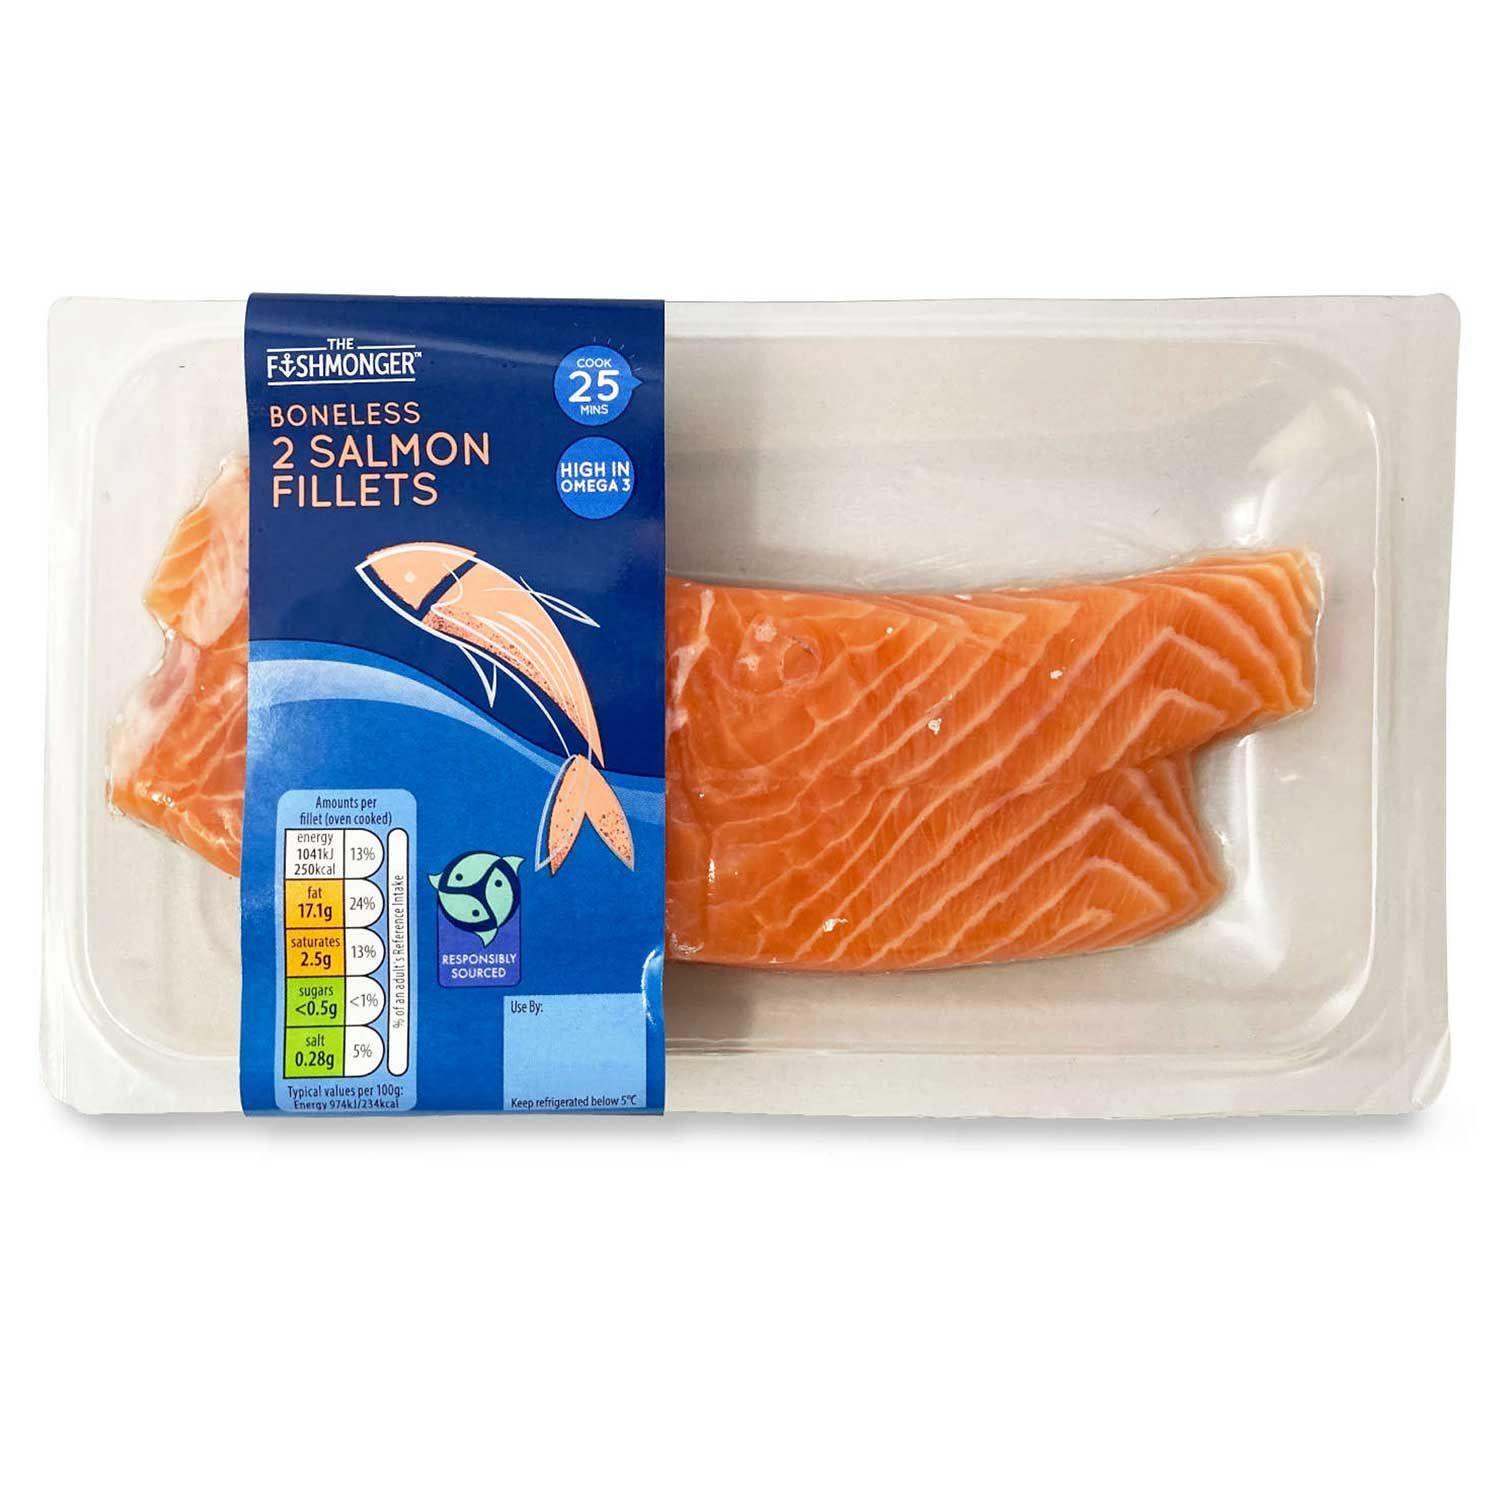 THE
FISHMONGER™
BONELESS
2 SALMON
FILLETS
COOK
25
MINS
HIGH IN
OMEGA 3
Amounts per
fillet (oven cooked)
energy
1041kJ
250kcal
13%
fat
17.1g
24%
saturates
2.5g
13%
sugars
<0.5g
<1%
salt
0.28g
5%
% of an adult's Reference Intake
Typical values per 100g:
Energy 974kJ/234kcal
RESPONSIBLY
SOURCED
Use By:
Keep refrigerated below 5°C